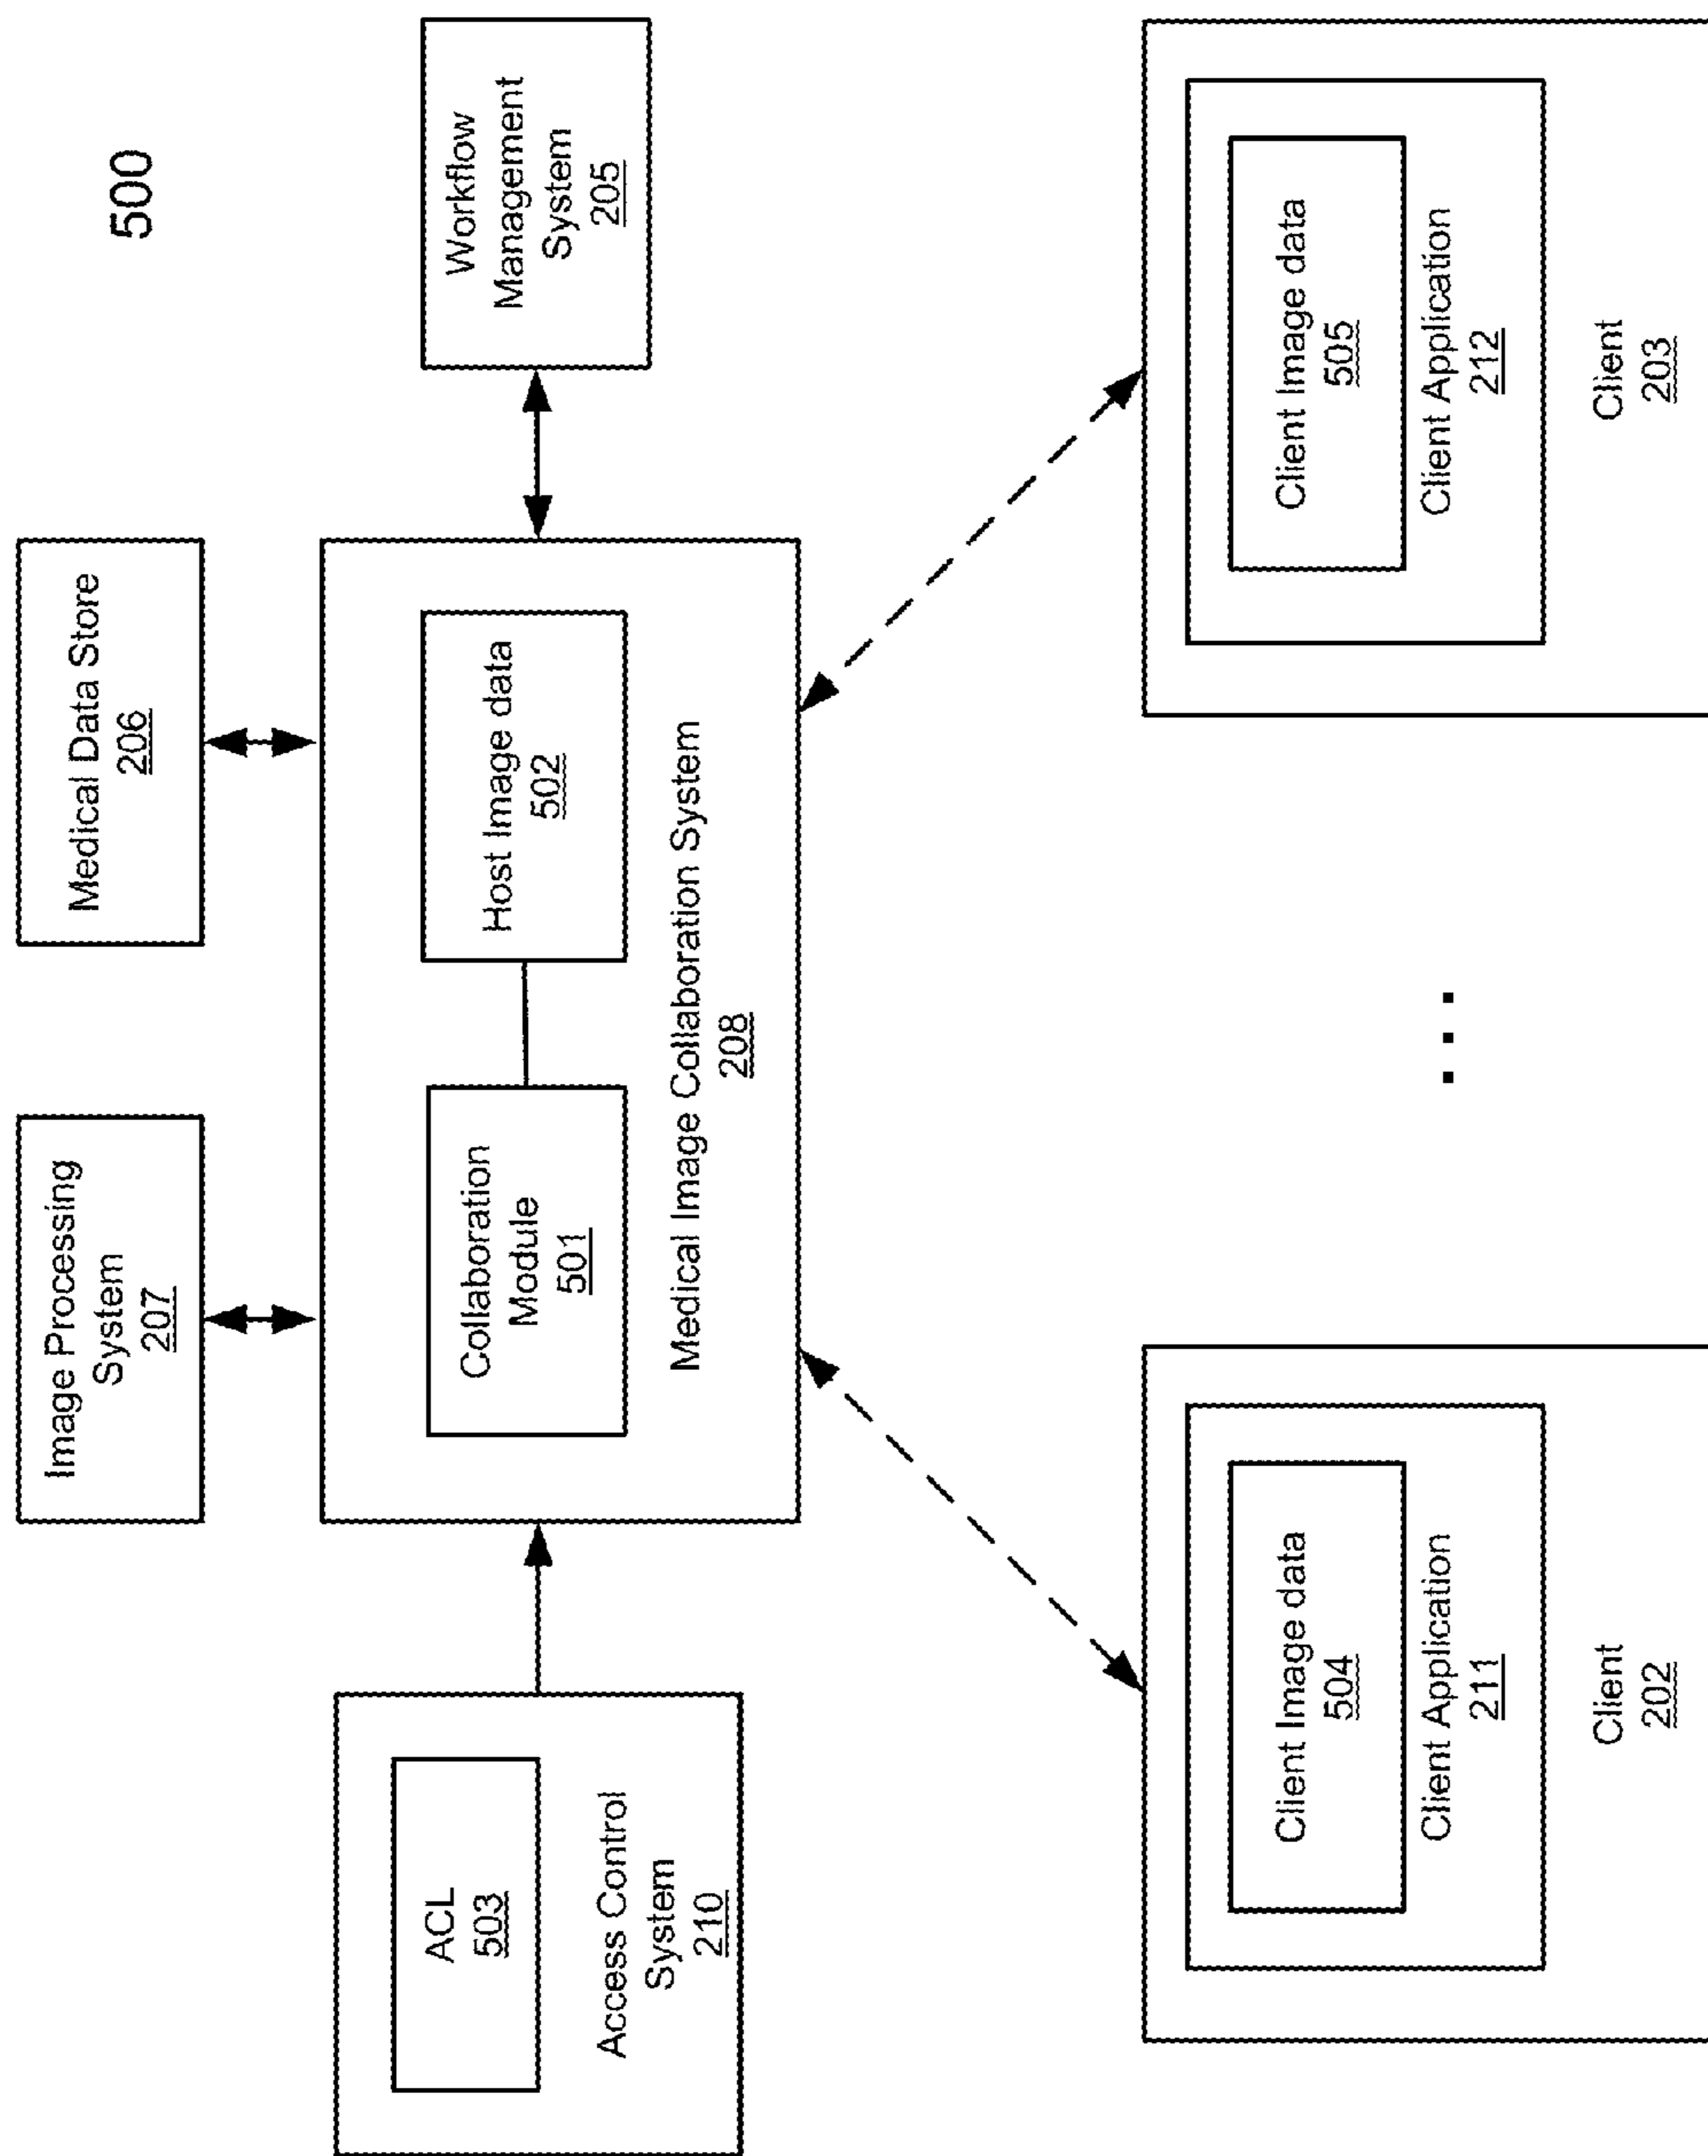 500
Image Processing
System
207
Medical Data Store
206
ACL
503
Access Control
System
210
Collaboration
Module
501
Host Image data
502
Medical Image Collaboration System
208
Workflow
Management
System
205
Client Image data
504
Client Application
211
Client
202
. . .
Client Image data
505
Client Application
212
Client
203